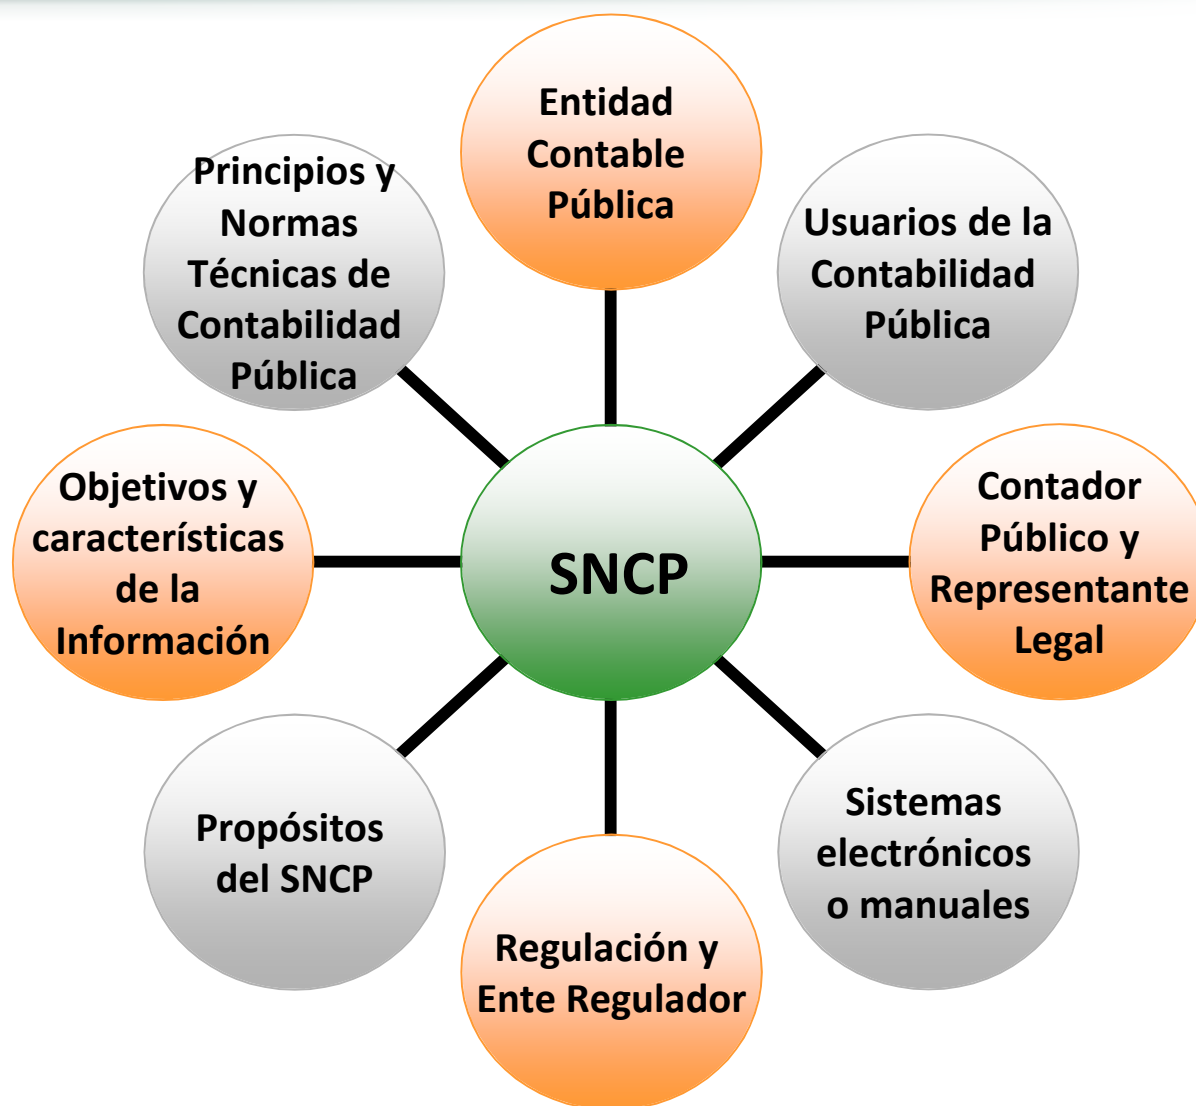 Entidad
Contable
Pública
Principios y
Normas
Técnicas de
Contabilidad
Pública
Usuarios de la
Contabilidad
Pública
Objetivos y
características
de la
Información
SNCP
Contador
Público y
Representante
Legal
Propósitos
del SNCP
Sistemas
electrónicos
o manuales
Regulación y
Ente Regulador